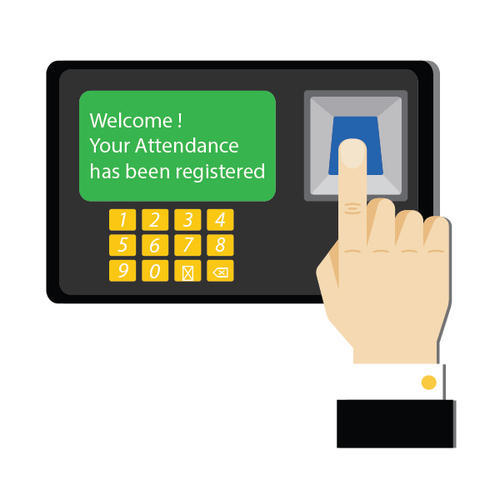 Welcome !
Your Attendance
has been registered
1 2 3 4
5 6 7 8
9 0